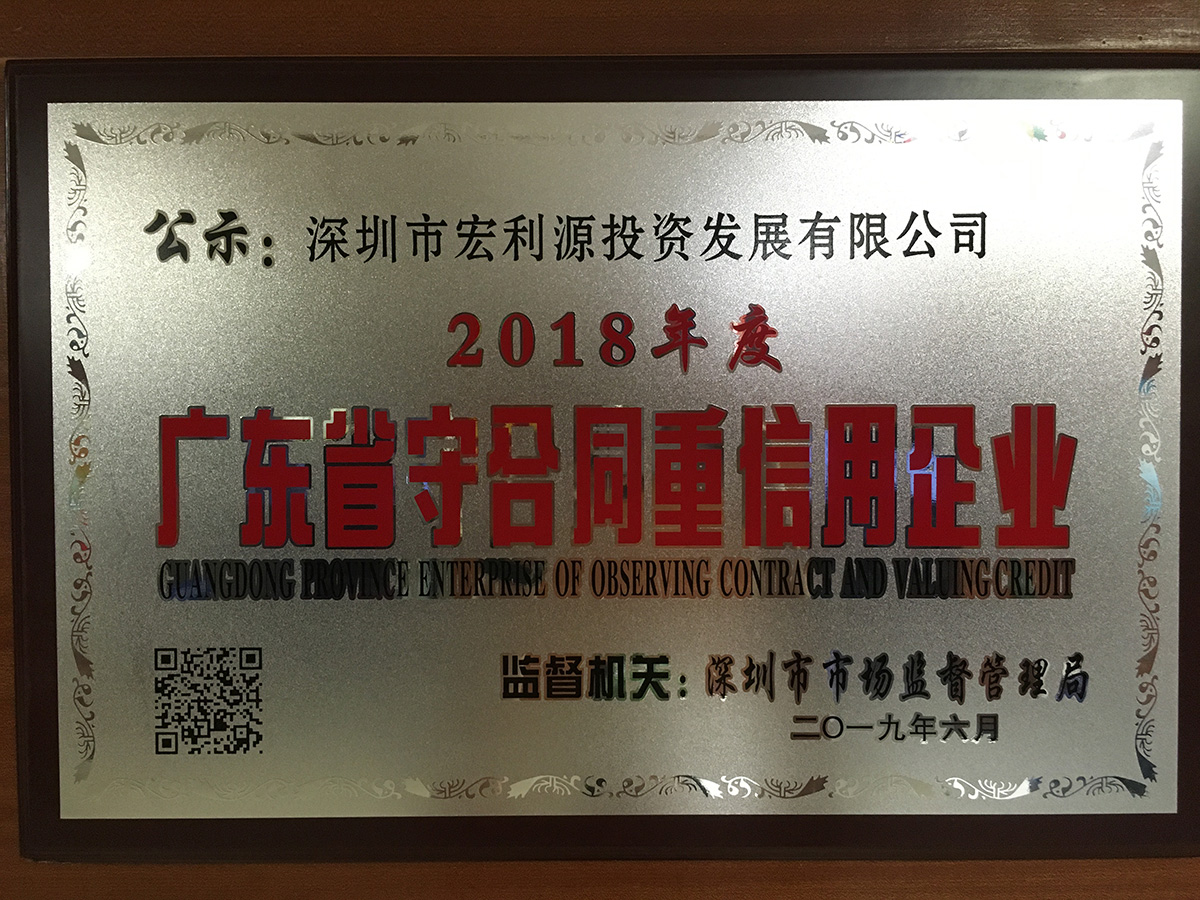 公示：深圳市宏利源投资发展有限公司
2018年度
广东省守合同重信用企业
GUANGDONG PROVINCE ENTERPRISE OF OBSERVING CONTRACT AND VALUING CREDIT
监督机关：深圳市市场监督管理局
二〇一九年六月